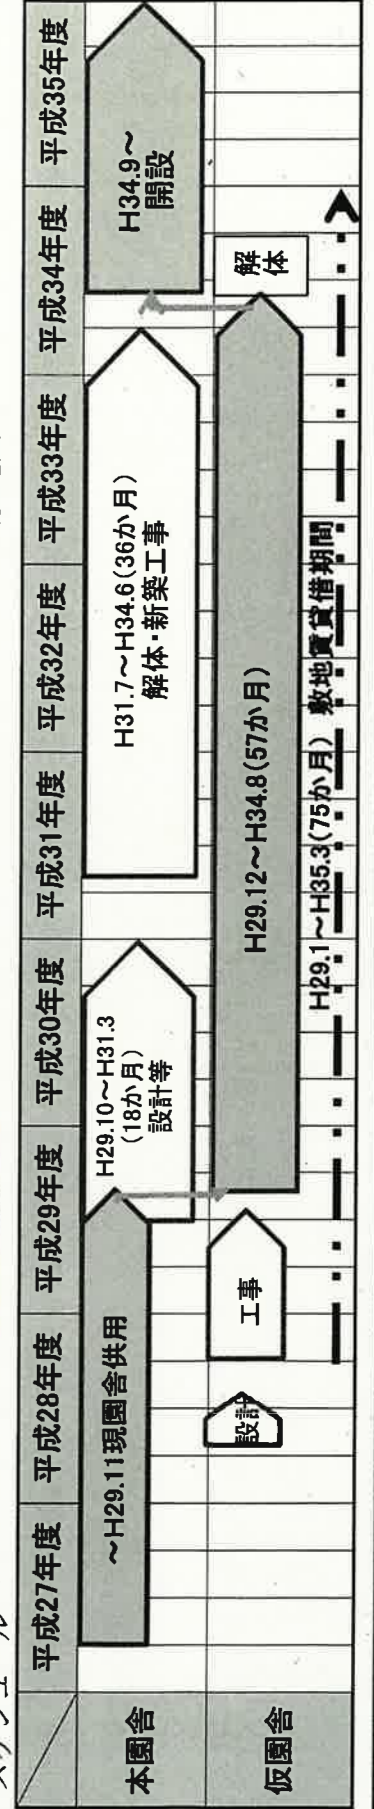 スケジュール
平成27年度 平成28年度 平成29年度 平成30年度 平成31年度 平成32年度 平成33年度 平成34年度 平成35年度
本園舎
～H29.11現園舎供用
H29.10～H31.3
(18か月)
設計等
H31.7～H34.6(36か月)
解体・新築工事
H34.9～
開設
仮園舎
設計
工事
H29.12～H34.8(57か月)
解体
H29.1～H35.3(75か月) 敷地賃貸借期間